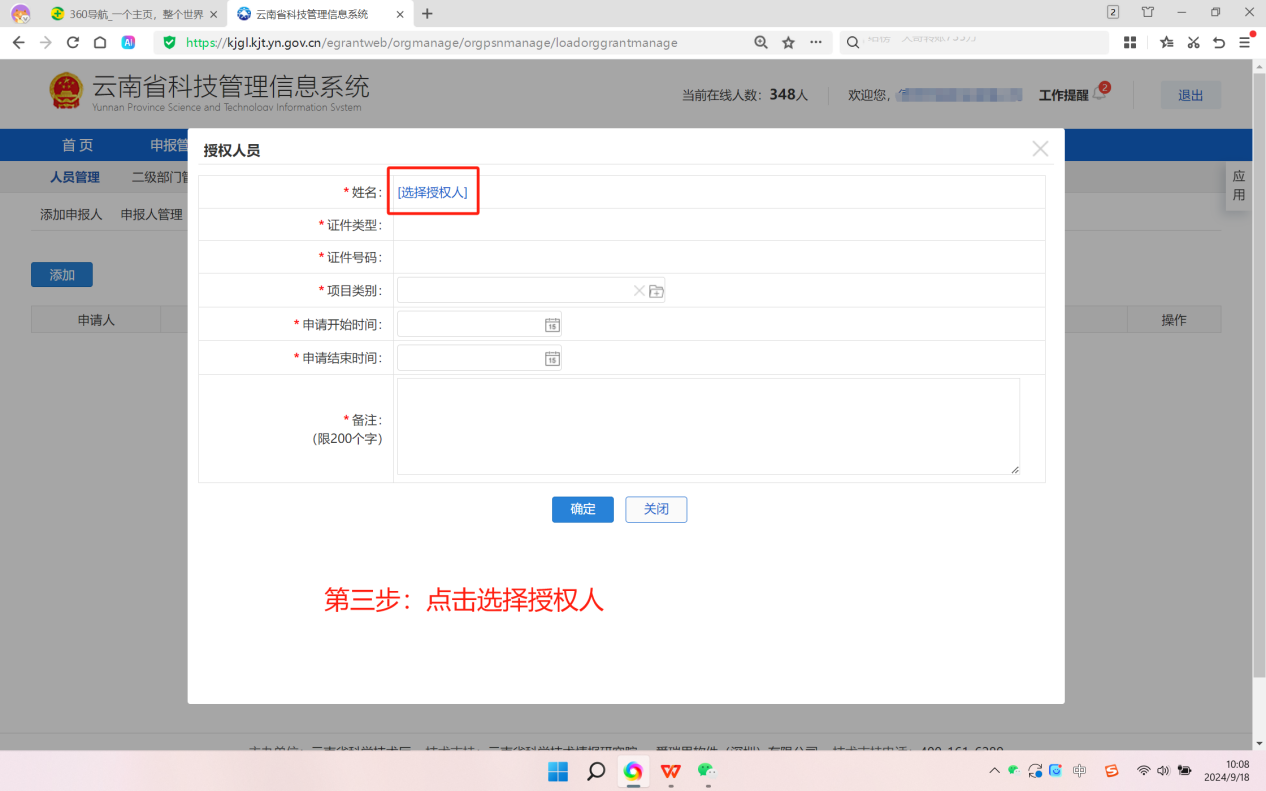 360导航_一个主页，整个世界
云南省科技管理信息系统
2
AI
https://kjgl.kjt.yn.gov.cn/egrantweb/orgmanage/orgpsnmanage/loadorggrantmanage
云南省科技管理信息系统
Yunnan Province Science and Technology Information System
当前在线人数：348人
欢迎您，
工作提醒
2
退出
首 页
申报管
人员管理
二级部门管
应用
添加申报人
申报人管理
添加
申请人
操作
授权人员
*姓名：
[选择授权人]
*证件类型：
*证件号码：
*项目类别：
*申请开始时间：
15
*申请结束时间：
15
*备注：
（限200个字）
确定
关闭
第三步：点击选择授权人
中
10:08
2024/9/18